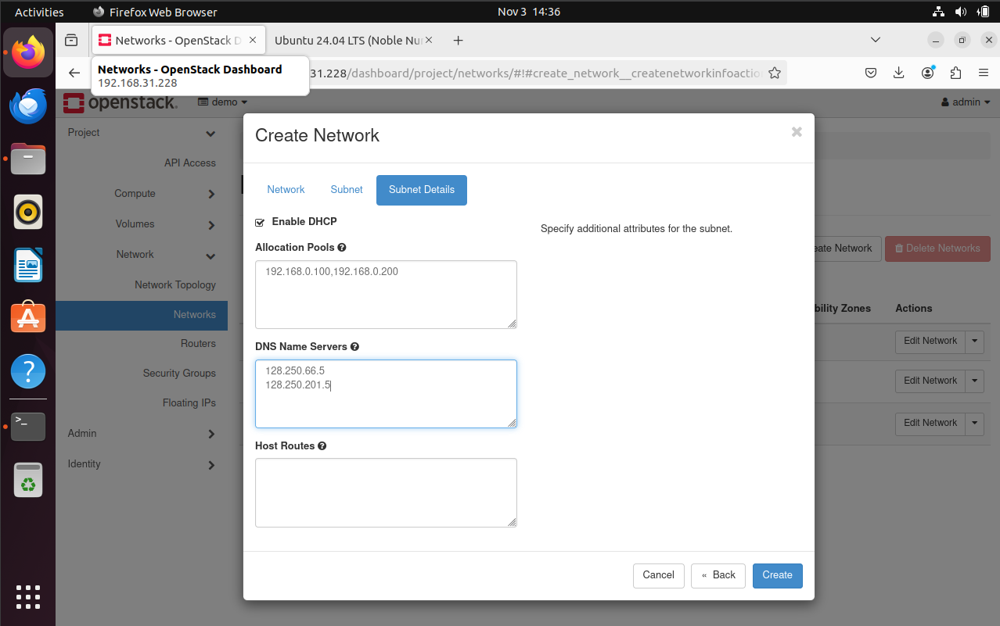 Activities
Firefox Web Browser
Nov 3 14:36
Networks - OpenStack D
Ubuntu 24.04 LTS (Noble Nu
Networks - OpenStack Dashboard
192.168.31.228
31.228/dashboard/project/networks/#!#create_network__createnetworkinfoaction
openstack.
demo
admin
Project
API Access
Compute
Volumes
Network
Network Topology
Networks
Routers
Security Groups
Floating IPs
Admin
Identity
Create Network
Network
Subnet
Subnet Details
Enable DHCP
Specify additional attributes for the subnet.
Allocation Pools
192.168.0.100,192.168.0.200
DNS Name Servers
128.250.66.5
128.250.201.5
Host Routes
Cancel
« Back
Create
eate Network
Delete Networks
bility Zones
Actions
Edit Network
Edit Network
Edit Network